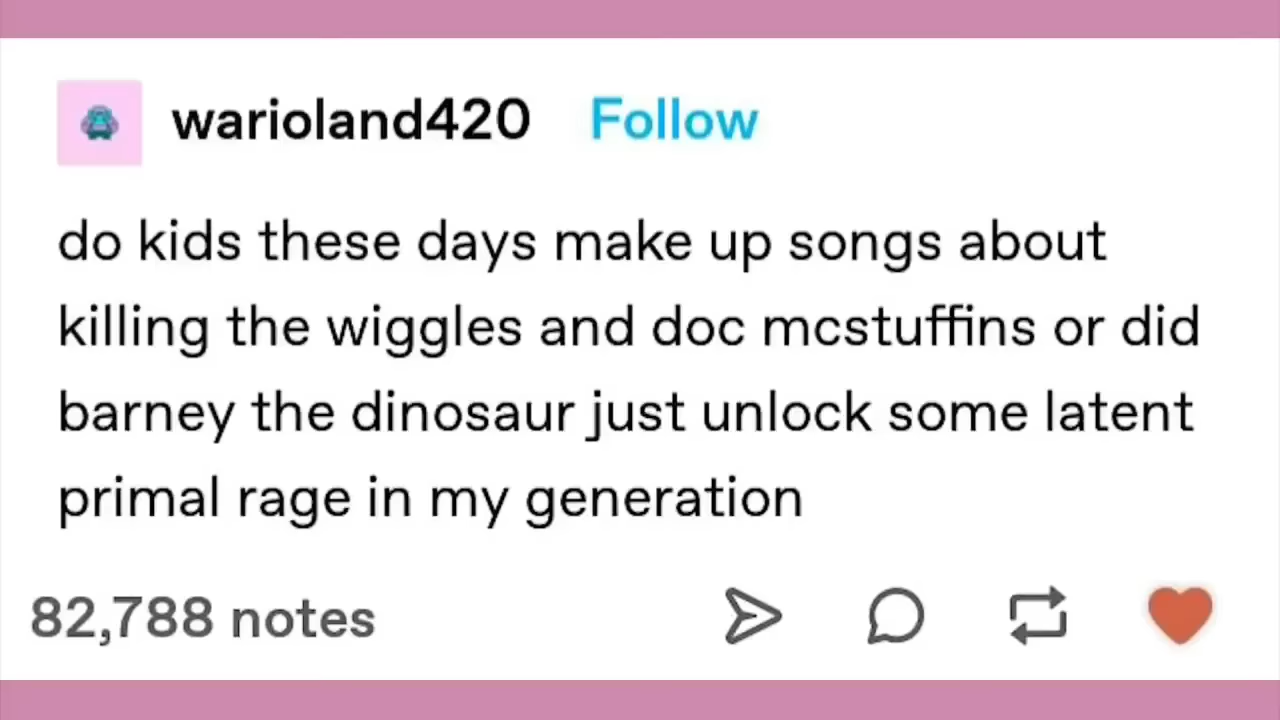 warioland420 Follow
do kids these days make up songs about
killing the wiggles and doc mcstuffins or did
barney the dinosaur just unlock some latent
primal rage in my generation
82,788 notes